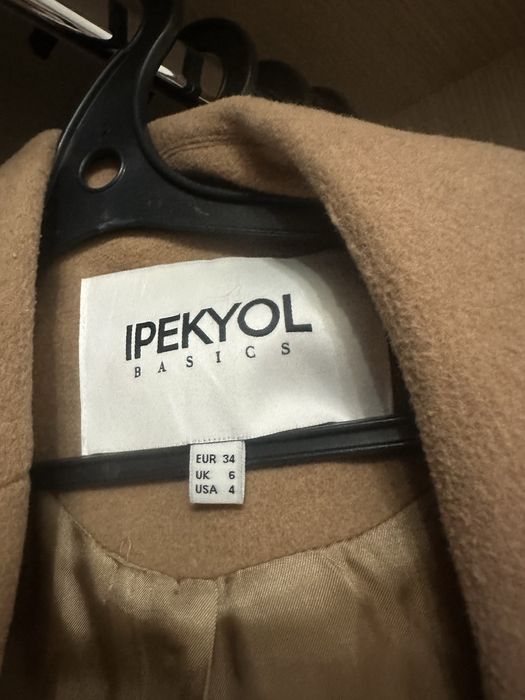 IPEKYOL
BASICS
EUR 34
UK 6
USA 4